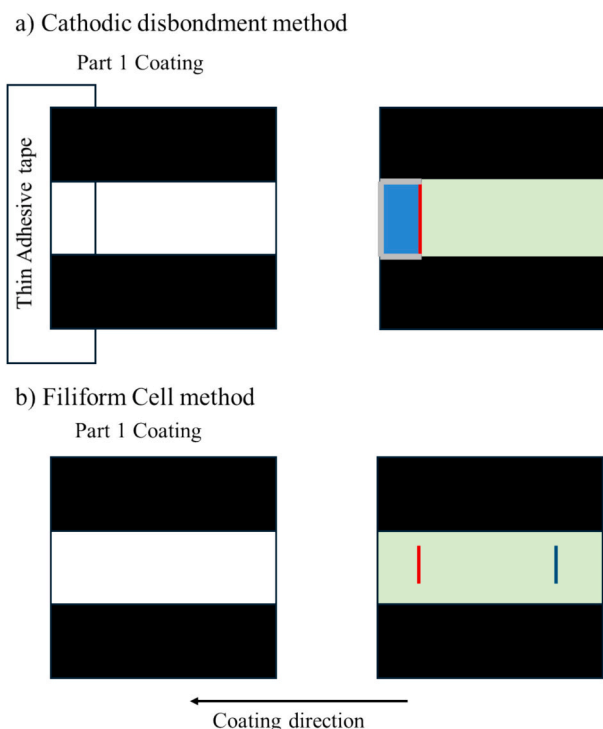 a) Cathodic disbondment method
Part 1 Coating
Thin Adhesive tape
b) Filiform Cell method
Part 1 Coating
Coating direction